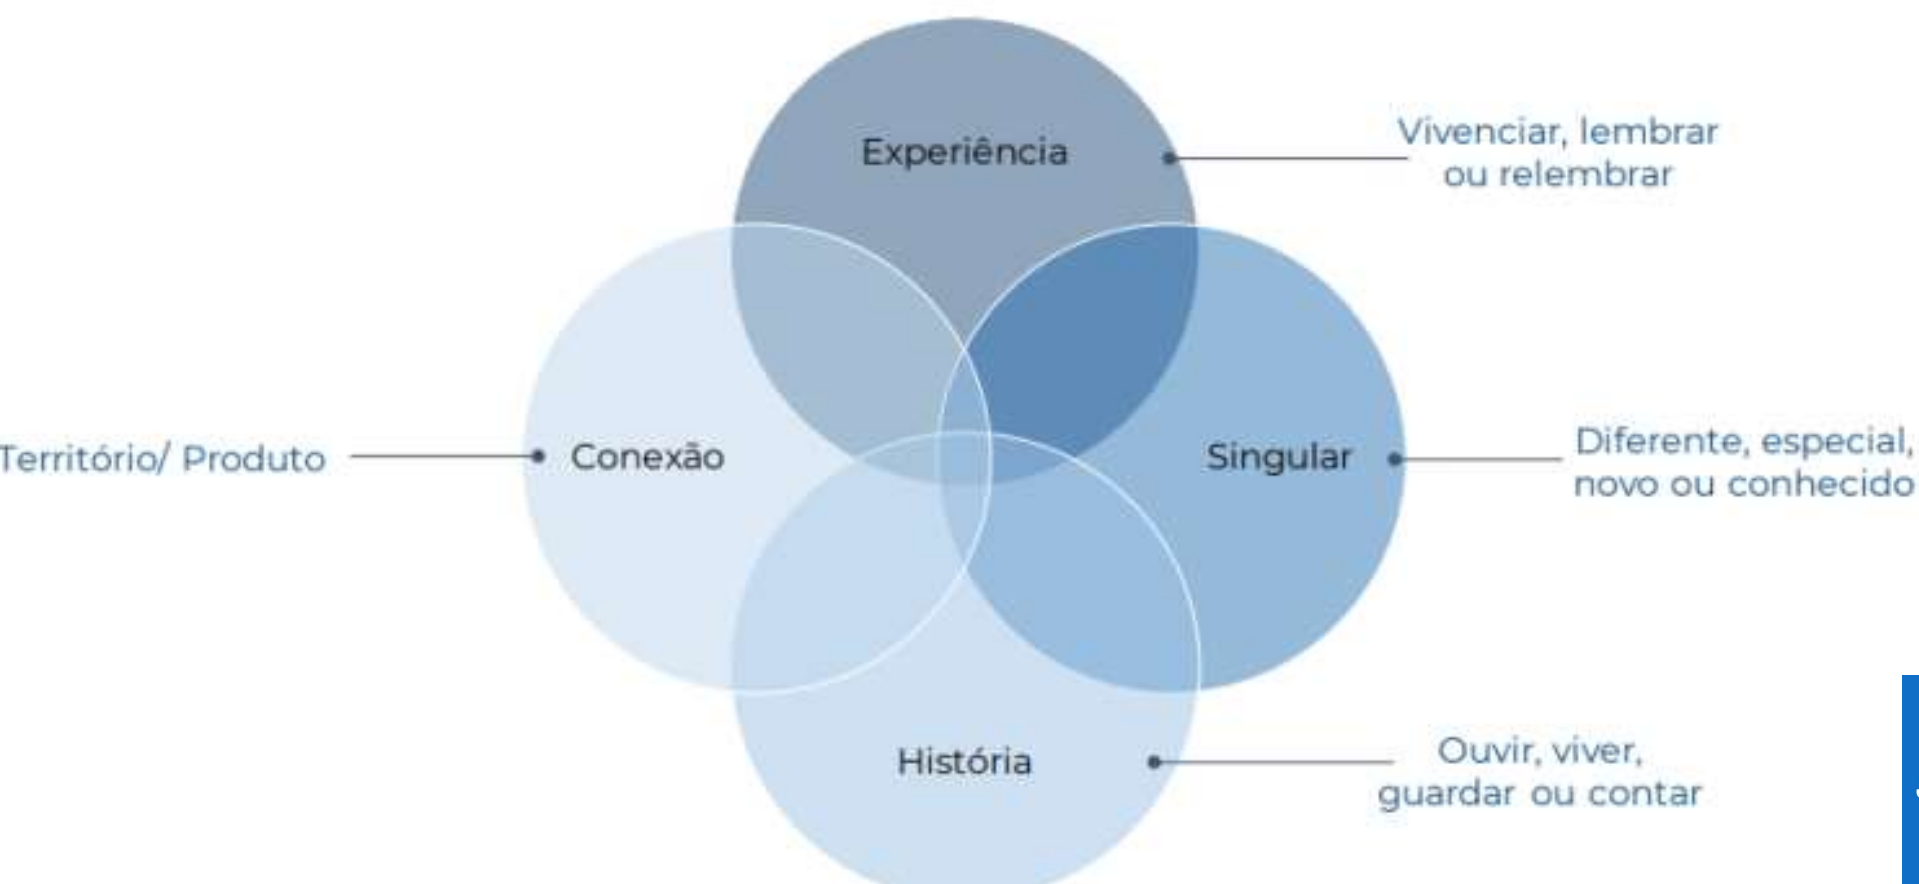 Experiência
Vivenciar, lembrar
ou relembrar
Território/ Produto
Conexão
Singular
Diferente, especial,
novo ou conhecido
História
Ouvir, viver,
guardar ou contar